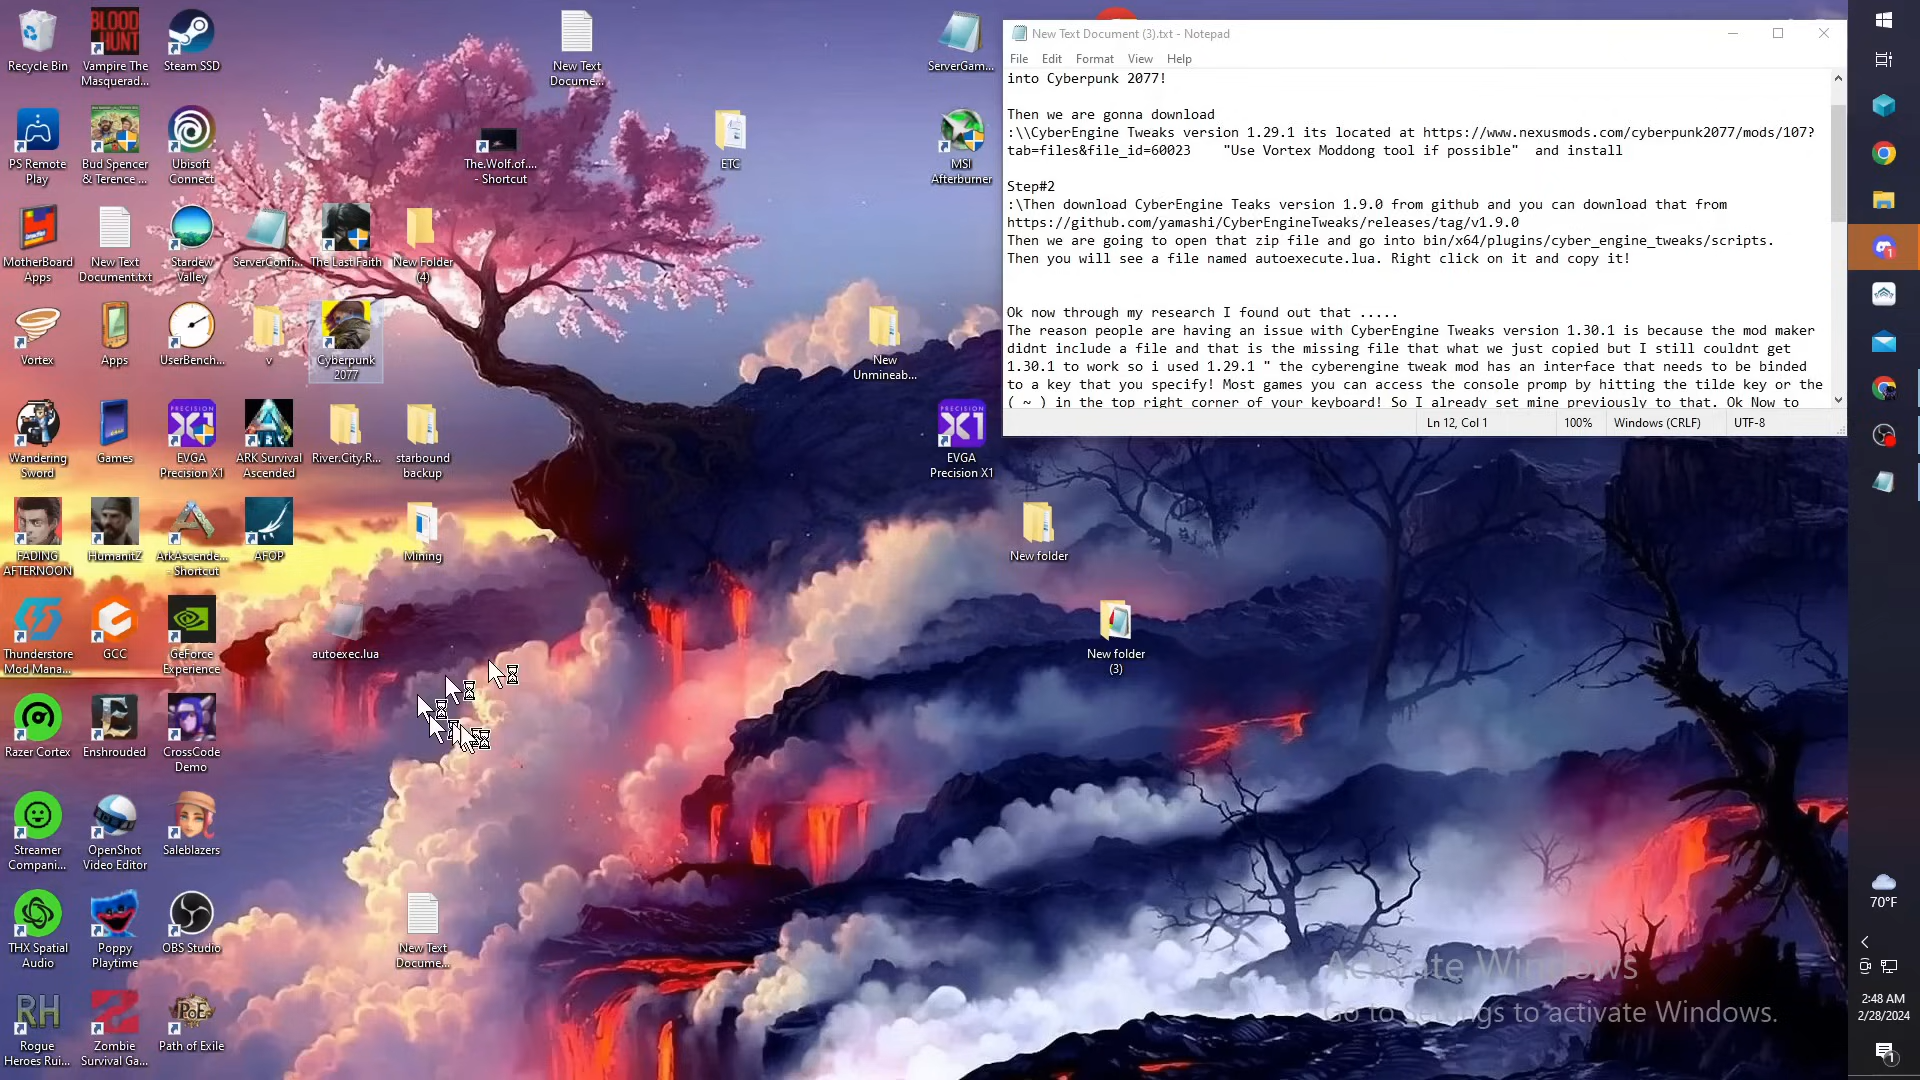 Recycle Bin
BLOOD
HUNT
Vampire The
Masquerad...
Steam SSD
New Text
Docume...
ServerGam...
PS Remote
Play
Bud Spencer
& Terence ...
Ubisoft
Connect
The.Wolf.of....
- Shortcut
ETC
MSI
Afterburner
MotherBoard
Apps
New Text
Document.txt
Stardew
Valley
ServerConfi...
The Last Faith
New Folder
(4)
Vortex
Apps
UserBench...
v
Cyberpunk
2077
New
Unmineab...
Wandering
Sword
Games
PRECISION
X1
EVGA
Precision X1
ARK Survival
Ascended
River.City.R...
starbound
backup
PRECISION
X1
EVGA
Precision X1
FADING
AFTERNOON
HumanitZ
ArkAscende...
- Shortcut
AFOP
Mining
New folder
Thunderstore
Mod Mana...
GCC
GeForce
Experience
autoexec.lua
New folder
(3)
Razer Cortex
Enshrouded
CrossCode
Demo
Streamer
Compani...
OpenShot
Video Editor
Saleblazers
THX Spatial
Audio
Poppy
Playtime
OBS Studio
New Text
Docume...
RH
Rogue
Heroes Rui...
Zombie
Survival Ga...
PoE
Path of Exile
New Text Document (3).txt - Notepad
File Edit Format View Help
into Cyberpunk 2077!
Then we are gonna download
:\\CyberEngine Tweaks version 1.29.1 its located at https://www.nexusmods.com/cyberpunk2077/mods/107?
tab=files&file_id=60023 "Use Vortex Moddong tool if possible" and install
Step#2
:\Then download CyberEngine Teaks version 1.9.0 from github and you can download that from
https://github.com/yamashi/CyberEngineTweaks/releases/tag/v1.9.0
Then we are going to open that zip file and go into bin/x64/plugins/cyber_engine_tweaks/scripts.
Then you will see a file named autoexecute.lua. Right click on it and copy it!
Ok now through my research I found out that .....
The reason people are having an issue with CyberEngine Tweaks version 1.30.1 is because the mod maker
didnt include a file and that is the missing file that what we just copied but I still couldnt get
1.30.1 to work so i used 1.29.1 " the cyberengine tweak mod has an interface that needs to be binded
to a key that you specify! Most games you can access the console promp by hitting the tilde key or the
( ~ ) in the top right corner of your keyboard! So I already set mine previously to that. Ok Now to
Ln 12, Col 1 100% Windows (CRLF) UTF-8
Activate Windows
Go to Settings to activate Windows.
70°F
2:48 AM
2/28/2024
1